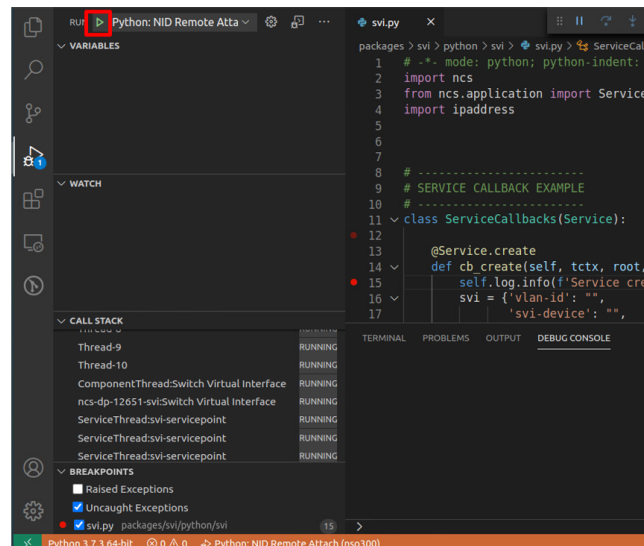 RUN Python: NID Remote Atta
VARIABLES
WATCH
CALL STACK
RUNNING
Thread-9 RUNNING
Thread-10 RUNNING
ComponentThread:Switch Virtual Interface RUNNING
ncs-dp-12651-svi:Switch Virtual Interface RUNNING
ServiceThread:svi-servicepoint RUNNING
ServiceThread:svi-servicepoint RUNNING
ServiceThread:svi-servicepoint RUNNING
BREAKPOINTS
Raised Exceptions
Uncaught Exceptions
svi.py packages/svi/python/svi 15
1
svi.py
packages > svi > python > svi > svi.py > ServiceCal
1 # -*- mode: python; python-indent:
2 import ncs
3 from ncs.application import Service
4 import ipaddress
5
6
7
8 # -------------------------
9 # SERVICE CALLBACK EXAMPLE
10 # -------------------------
11 class ServiceCallbacks(Service):
12
13 @Service.create
14 def cb_create(self, tctx, root,
15 self.log.info(f'Service cre
16 svi = {'vlan-id': "",
17 'svi-device': "",
TERMINAL PROBLEMS OUTPUT DEBUG CONSOLE
>
Python 3.7.3 64-bit 0 0 Python: NID Remote Attach (nso300)